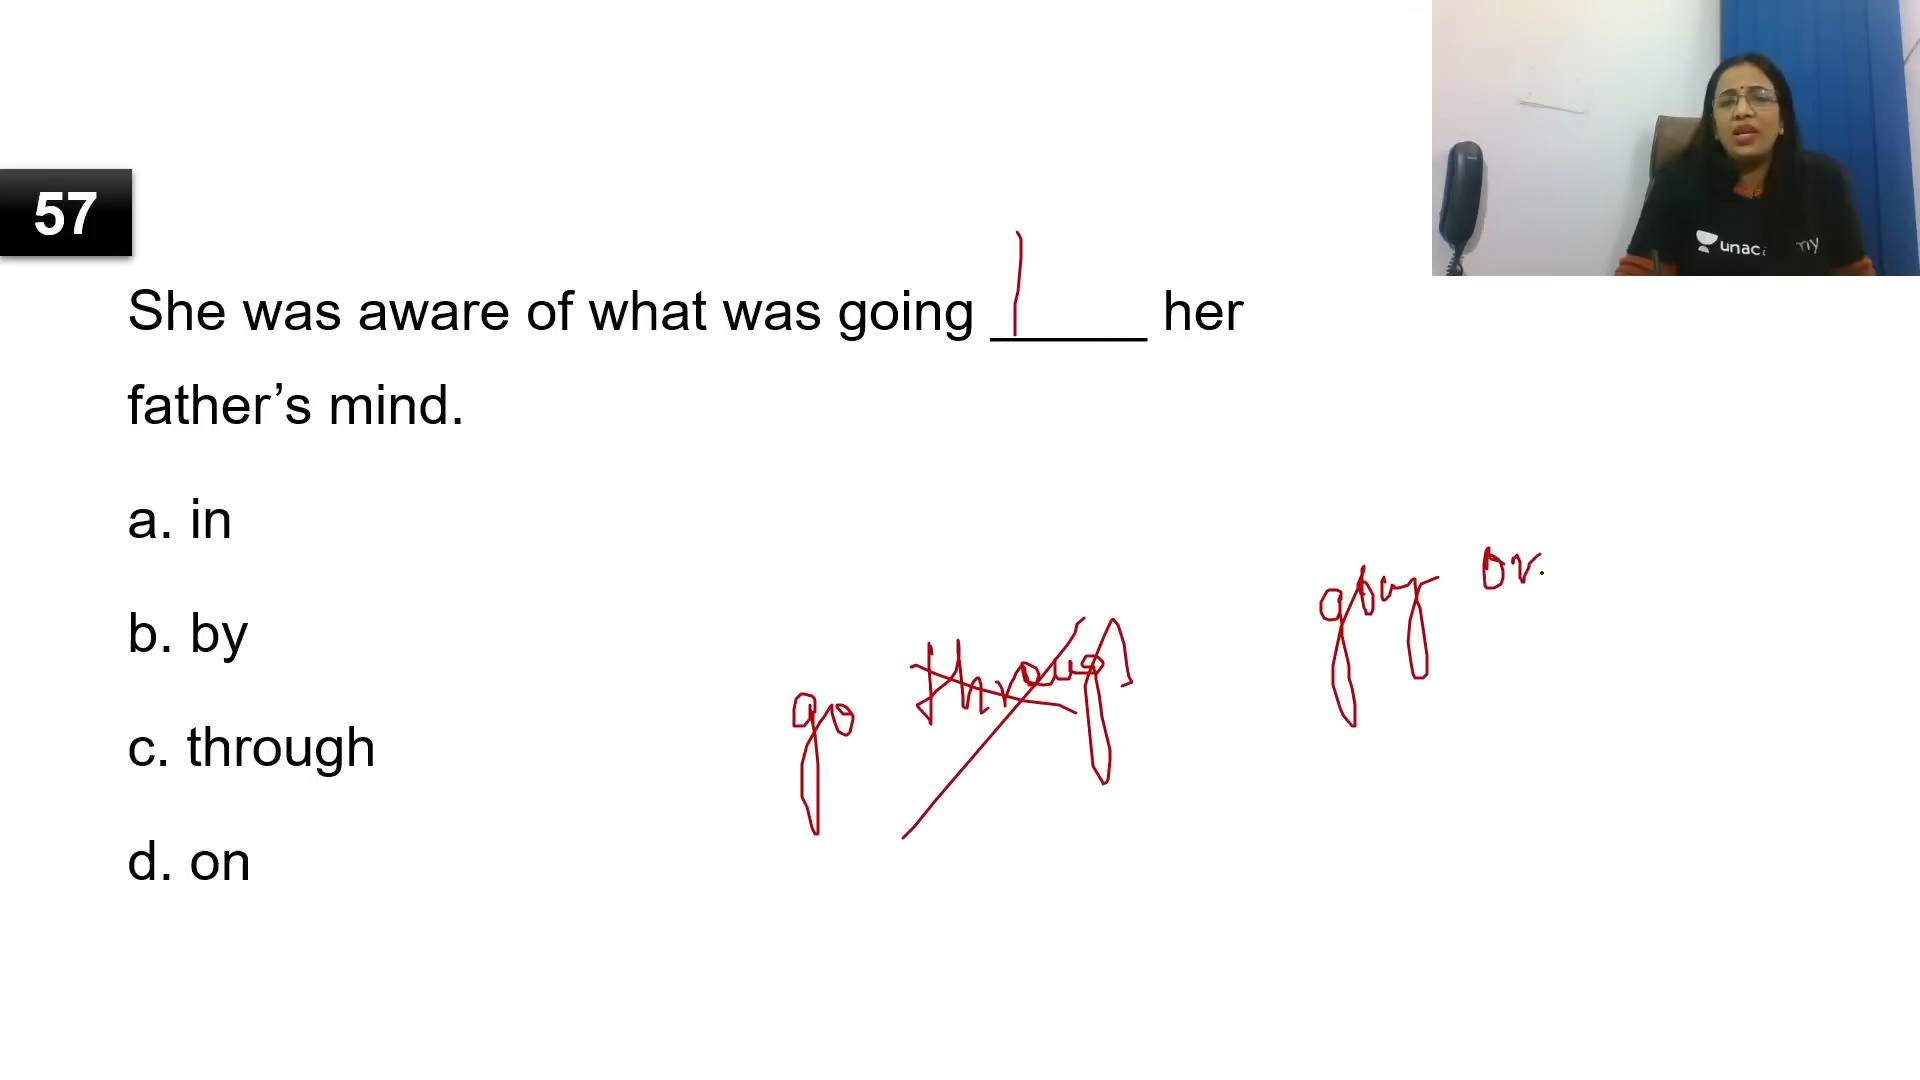 57
She was aware of what was going ______ her
father’s mind.
a. in
b. by
c. through
d. on
go
going on
unac my